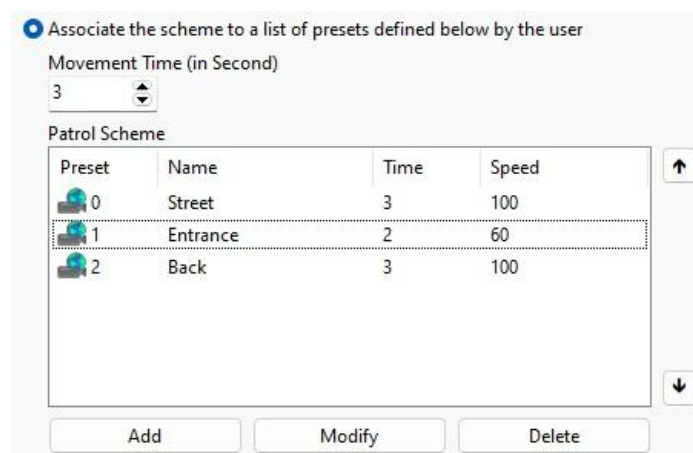 Associate the scheme to a list of presets defined below by the user
Movement Time (in Second)
3
Patrol Scheme
Preset Name Time Speed
0 Street 3 100
1 Entrance 2 60
2 Back 3 100
Add Modify Delete